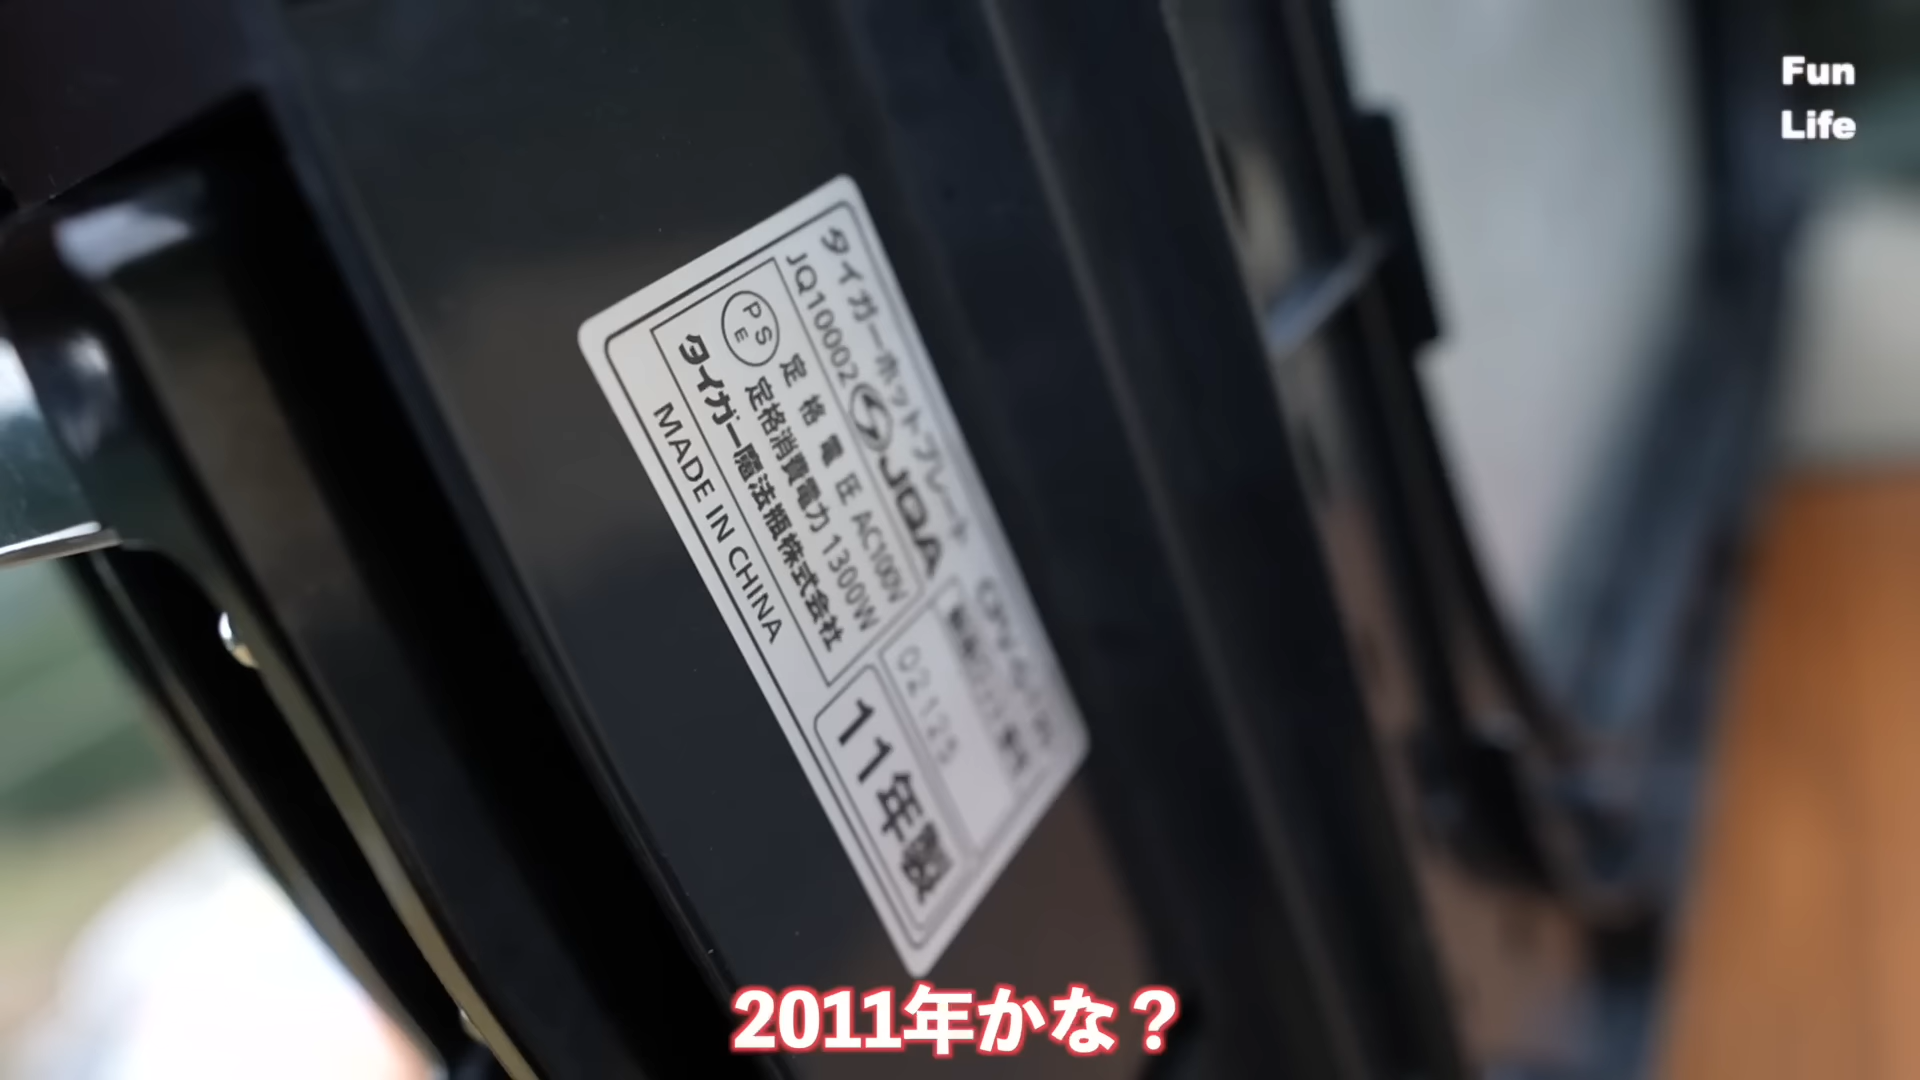 Fun
Life
タイガーホットプレート
JQ10002 JQA
PSE
定格電圧 AC100V
定格消費電力 1300W
タイガー魔法瓶株式会社
MADE IN CHINA
11年製
2011年かな？